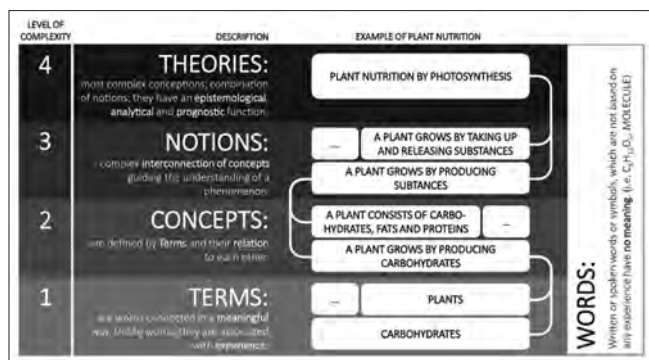 LEVEL OF
COMPLEXITY
DESCRIPTION
EXAMPLE OF PLANT NUTRITION
4
THEORIES:
most complex conceptions; combination
of notions; they have an epistemological,
analytical and prognostic function.
PLANT NUTRITION BY PHOTOSYNTHESIS
3
NOTIONS:
complex interconnection of concepts
guiding the understanding of a
phenomenon.
...
A PLANT GROWS BY TAKING UP
AND RELEASING SUBSTANCES
A PLANT GROWS BY PRODUCING
SUBTANCES
2
CONCEPTS:
are defined by Terms and their relation
to each other.
A PLANT CONSISTS OF CARBO-
HYDRATES, FATS AND PROTEINS
...
A PLANT GROWS BY PRODUCING
CARBOHYDRATES
1
TERMS:
are words connected in a meaningful
way. Unlike words, they are associated
with experience.
...
PLANTS
CARBOHYDRATES
WORDS:
Written or spoken words or symbols, which are not based on
any experience have no meaning. (i.e. C₆H₁₂O₆, MOLECULE)